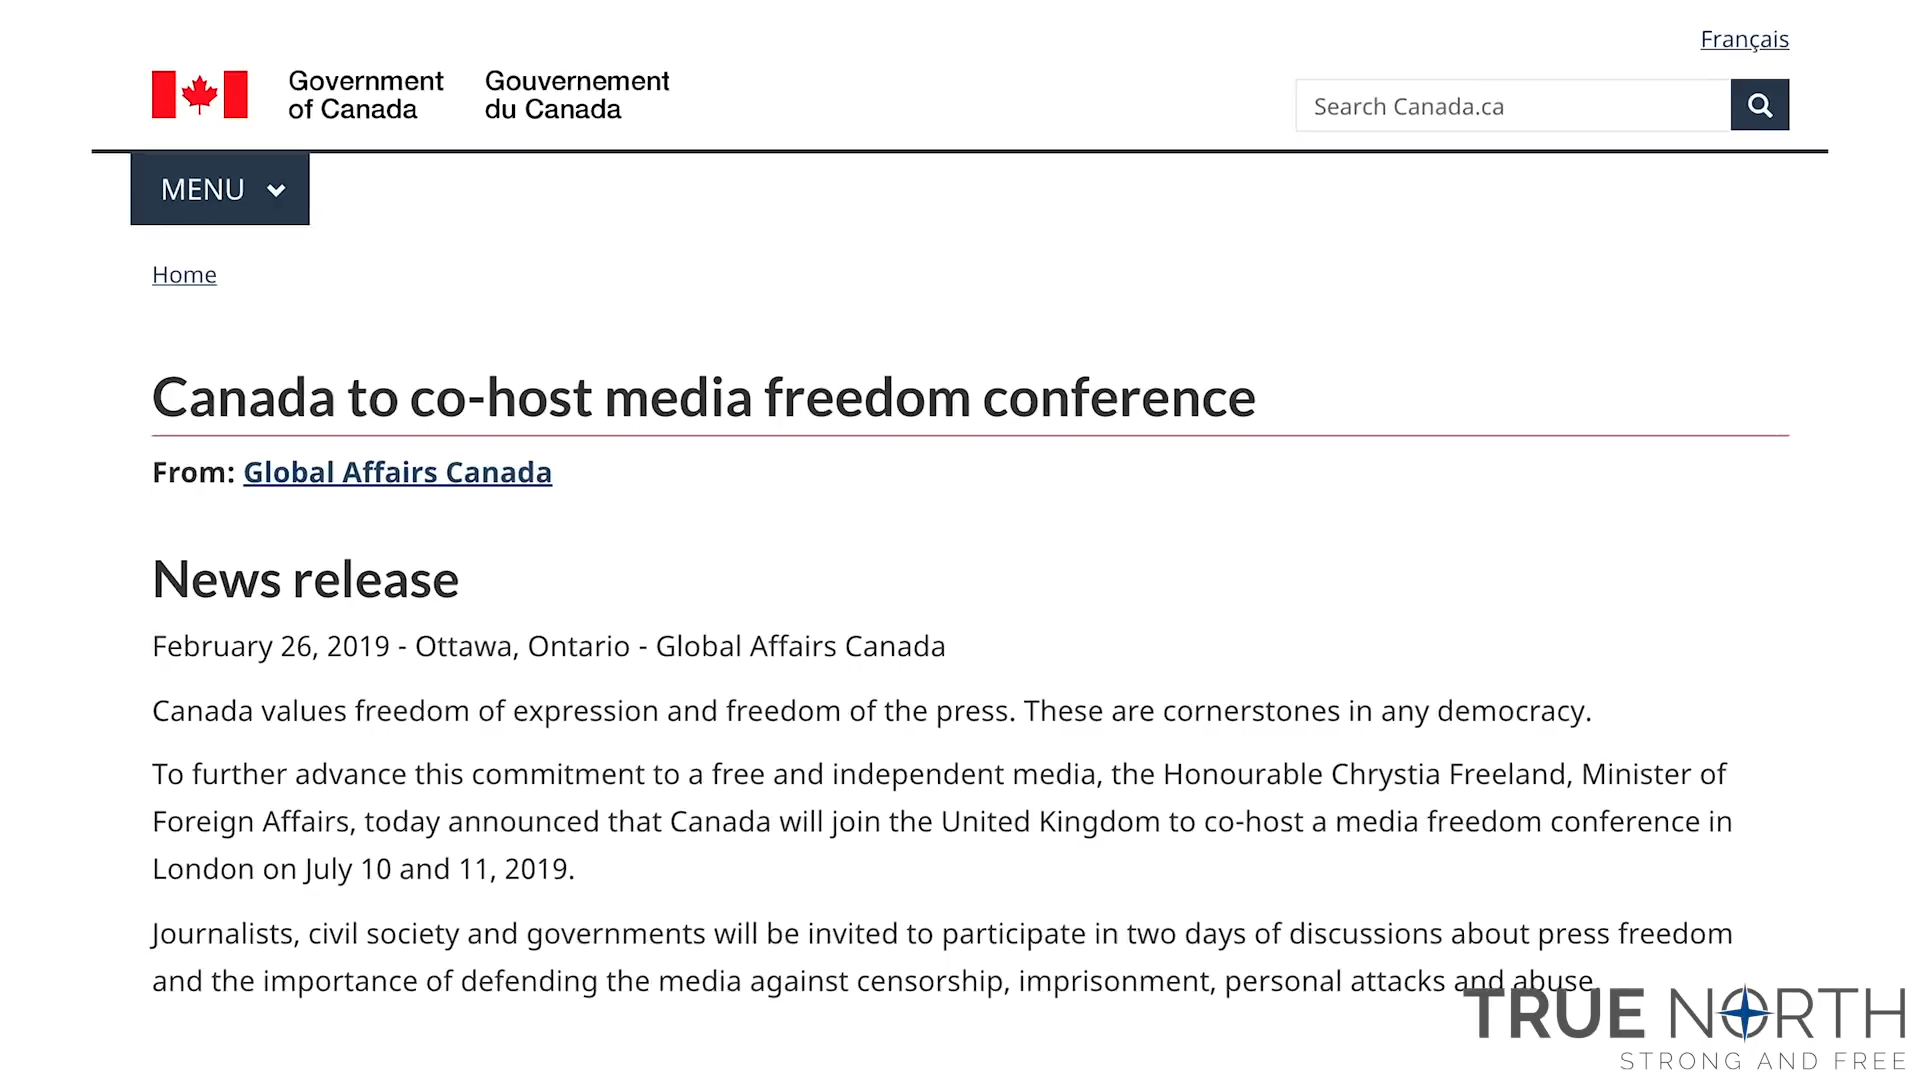 Français
Government of Canada
Gouvernement du Canada
Search Canada.ca
MENU
Home
Canada to co-host media freedom conference
From: Global Affairs Canada
News release
February 26, 2019 - Ottawa, Ontario - Global Affairs Canada
Canada values freedom of expression and freedom of the press. These are cornerstones in any democracy.
To further advance this commitment to a free and independent media, the Honourable Chrystia Freeland, Minister of
Foreign Affairs, today announced that Canada will join the United Kingdom to co-host a media freedom conference in
London on July 10 and 11, 2019.
Journalists, civil society and governments will be invited to participate in two days of discussions about press freedom
and the importance of defending the media against censorship, imprisonment, personal attacks and abuse
TRUE NORTH
STRONG AND FREE